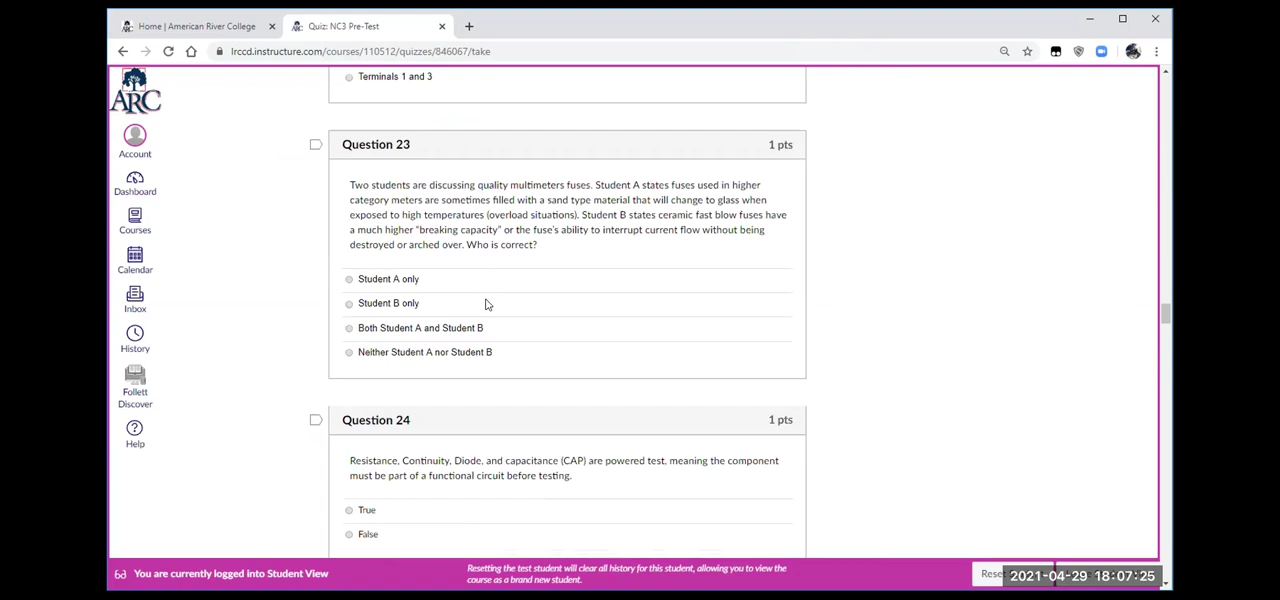 Home | American River College
Quiz: NC3 Pre-Test
lrccd.instructure.com/courses/110512/quizzes/846067/take
ARC
Account
Dashboard
Courses
Calendar
Inbox
History
Follett
Discover
Help
Terminals 1 and 3
Question 23
1 pts
Two students are discussing quality multimeters fuses. Student A states fuses used in higher
category meters are sometimes filled with a sand type material that will change to glass when
exposed to high temperatures (overload situations). Student B states ceramic fast blow fuses have
a much higher “breaking capacity” or the fuse's ability to interrupt current flow without being
destroyed or arched over. Who is correct?
Student A only
Student B only
Both Student A and Student B
Neither Student A nor Student B
Question 24
1 pts
Resistance, Continuity, Diode, and capacitance (CAP) are powered test, meaning the component
must be part of a functional circuit before testing.
True
False
You are currently logged into Student View
Resetting the test student will clear all history for this student, allowing you to view the
course as a brand new student.
Reset
2021-04-29 18:07:25